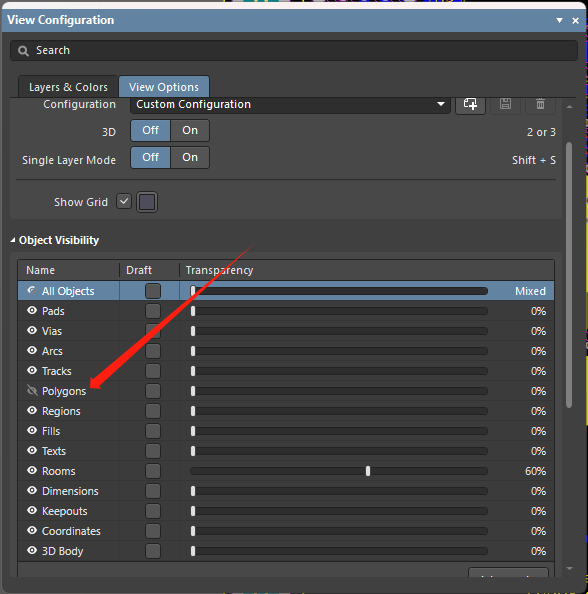 View Configuration
Search
Layers & Colors View Options
Configuration Custom Configuration
3D Off On 2 or 3
Single Layer Mode Off On Shift + S
Show Grid
Object Visibility
Name Draft Transparency
All Objects Mixed
Pads 0%
Vias 0%
Arcs 0%
Tracks 0%
Polygons 0%
Regions 0%
Fills 0%
Texts 0%
Rooms 60%
Dimensions 0%
Keepouts 0%
Coordinates 0%
3D Body 0%